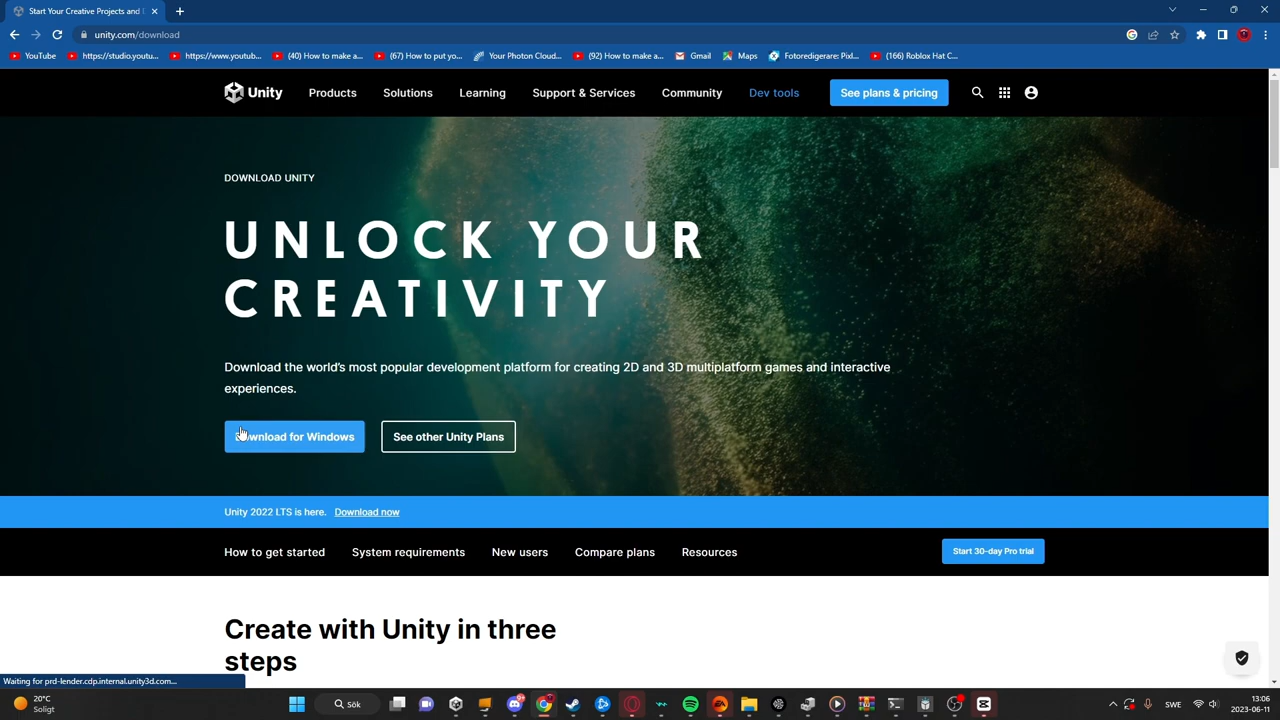 Start Your Creative Projects and
unity.com/download
YouTube
https://studio.youtu...
https://www.youtub...
(40) How to make a...
(67) How to put yo...
Your Photon Cloud...
(92) How to make a...
Gmail
Maps
Fotoredigerare: Pixl...
(166) Roblox Hat C...
Unity
Products
Solutions
Learning
Support & Services
Community
Dev tools
See plans & pricing
DOWNLOAD UNITY
UNLOCK YOUR
CREATIVITY
Download the world's most popular development platform for creating 2D and 3D multiplatform games and interactive
experiences.
Download for Windows
See other Unity Plans
Unity 2022 LTS is here. Download now
How to get started
System requirements
New users
Compare plans
Resources
Start 30-day Pro trial
Create with Unity in three
steps
Waiting for prd-lender.cdp.internal.unity3d.com...
20°C
Soligt
Sök
SWE
13:06
2023-06-11